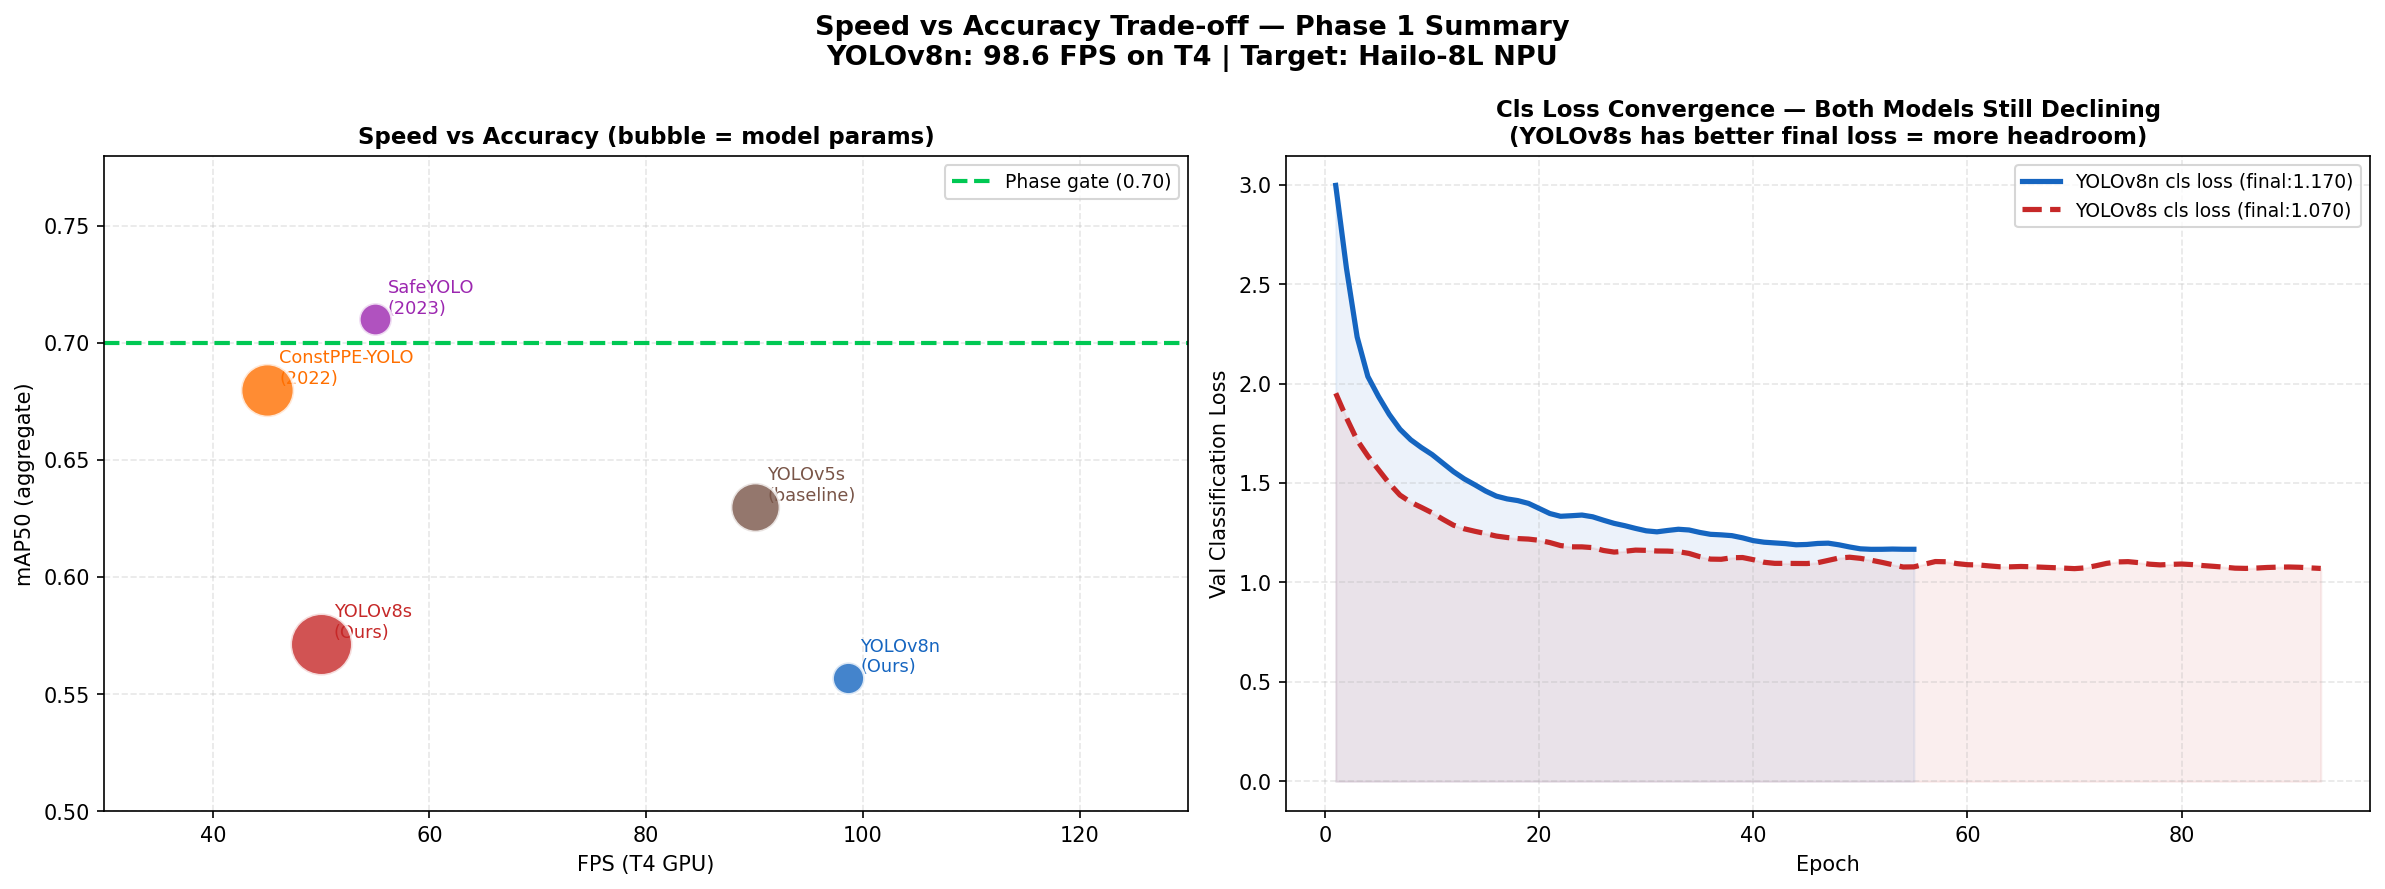 Speed vs Accuracy Trade-off — Phase 1 Summary
YOLOv8n: 98.6 FPS on T4 | Target: Hailo-8L NPU
Speed vs Accuracy (bubble = model params)
Phase gate (0.70)
SafeYOLO
(2023)
ConstPPE-YOLO
(2022)
YOLOv5s
(baseline)
YOLOv8s
(Ours)
YOLOv8n
(Ours)
mAP50 (aggregate)
0.75
0.70
0.65
0.60
0.55
0.50
40 60 80 100 120
FPS (T4 GPU)
Cls Loss Convergence — Both Models Still Declining
(YOLOv8s has better final loss = more headroom)
YOLOv8n cls loss (final:1.170)
YOLOv8s cls loss (final:1.070)
Val Classification Loss
3.0
2.5
2.0
1.5
1.0
0.5
0.0
0 20 40 60 80
Epoch